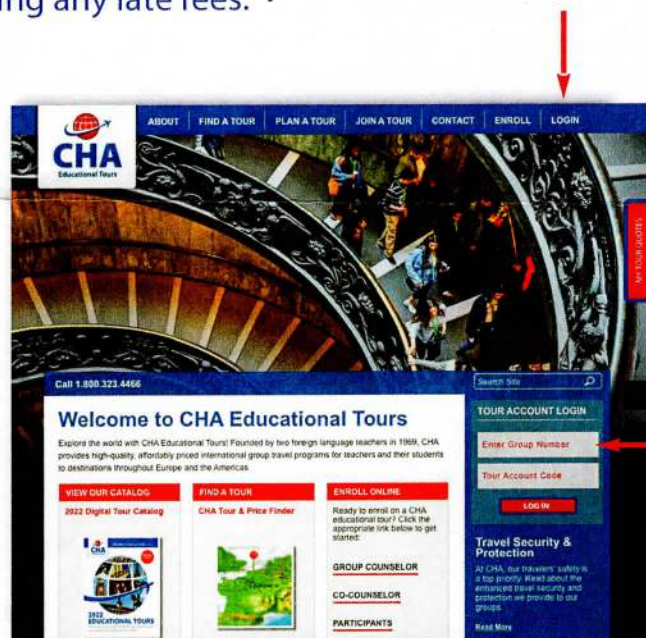 ing any late fees.
CHA
Educational Tours
ABOUT
FIND A TOUR
PLAN A TOUR
JOIN A TOUR
CONTACT
ENROLL
LOGIN
MY TOUR QUOTES
Call 1.800.323.4466
Search Site
Welcome to CHA Educational Tours
Explore the world with CHA Educational Tours! Founded by two foreign language teachers in 1969, CHA
provides high-quality, affordably priced international group travel programs for teachers and their students
to destinations throughout Europe and the Americas.
VIEW OUR CATALOG
2022 Digital Tour Catalog
CHA
2022
EDUCATIONAL TOURS
FIND A TOUR
CHA Tour & Price Finder
ENROLL ONLINE
Ready to enroll on a CHA
educational tour? Click the
appropriate link below to get
started:
GROUP COUNSELOR
CO-COUNSELOR
PARTICIPANTS
TOUR ACCOUNT LOGIN
Enter Group Number
Tour Account Code
LOG IN
Travel Security &
Protection
At CHA, our travelers' safety is
a top priority. Read about the
enhanced travel security and
protection we provide to our
groups.
Read More